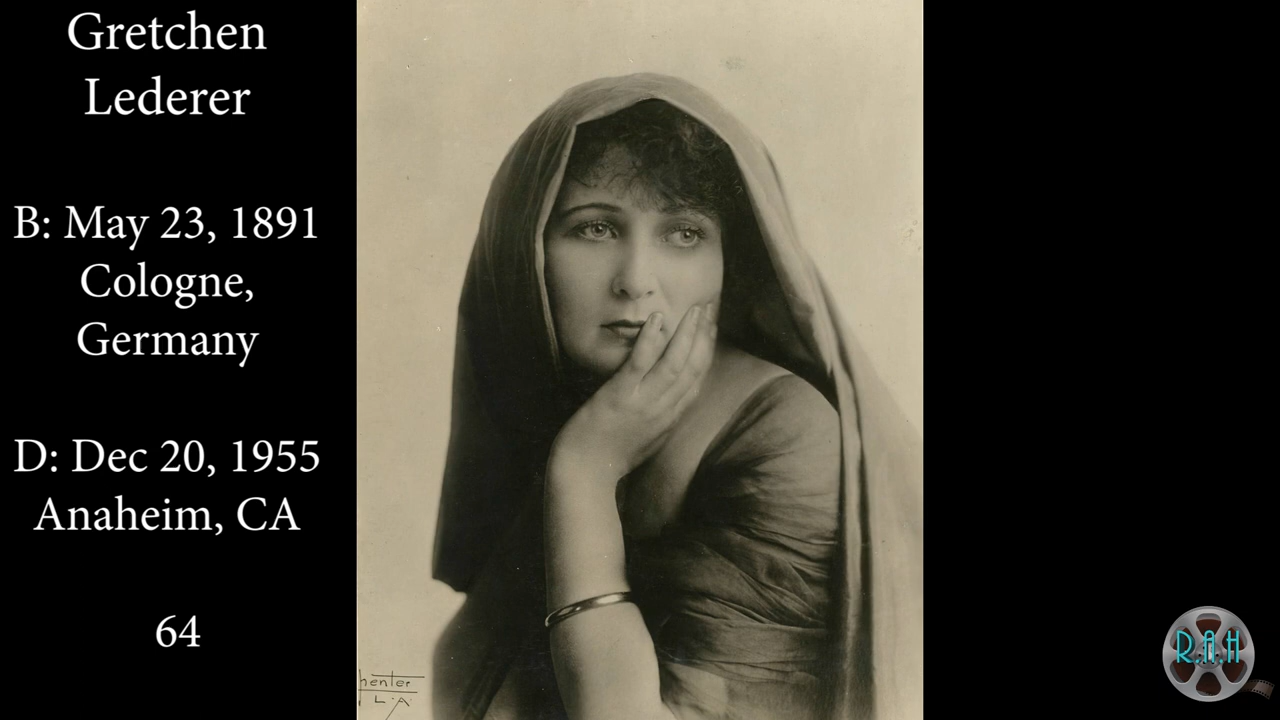 Gretchen
Lederer
B: May 23, 1891
Cologne,
Germany
D: Dec 20, 1955
Anaheim, CA
64
L.A.
R.A.H